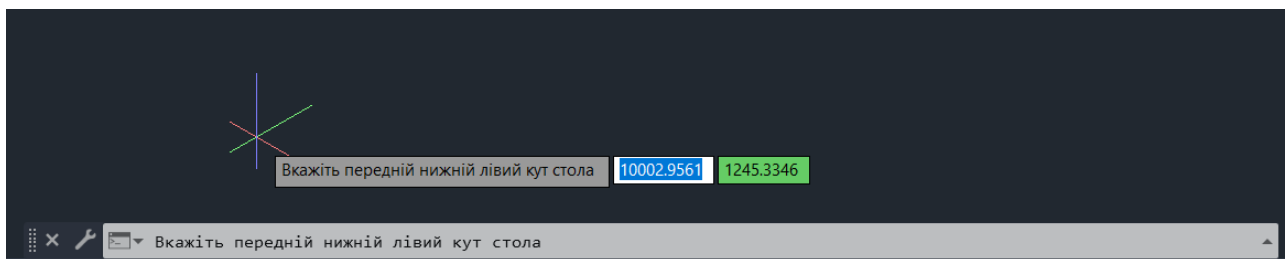 Вкажіть передній нижній лівий кут стола 10002.9561 1245.3346
Вкажіть передній нижній лівий кут стола